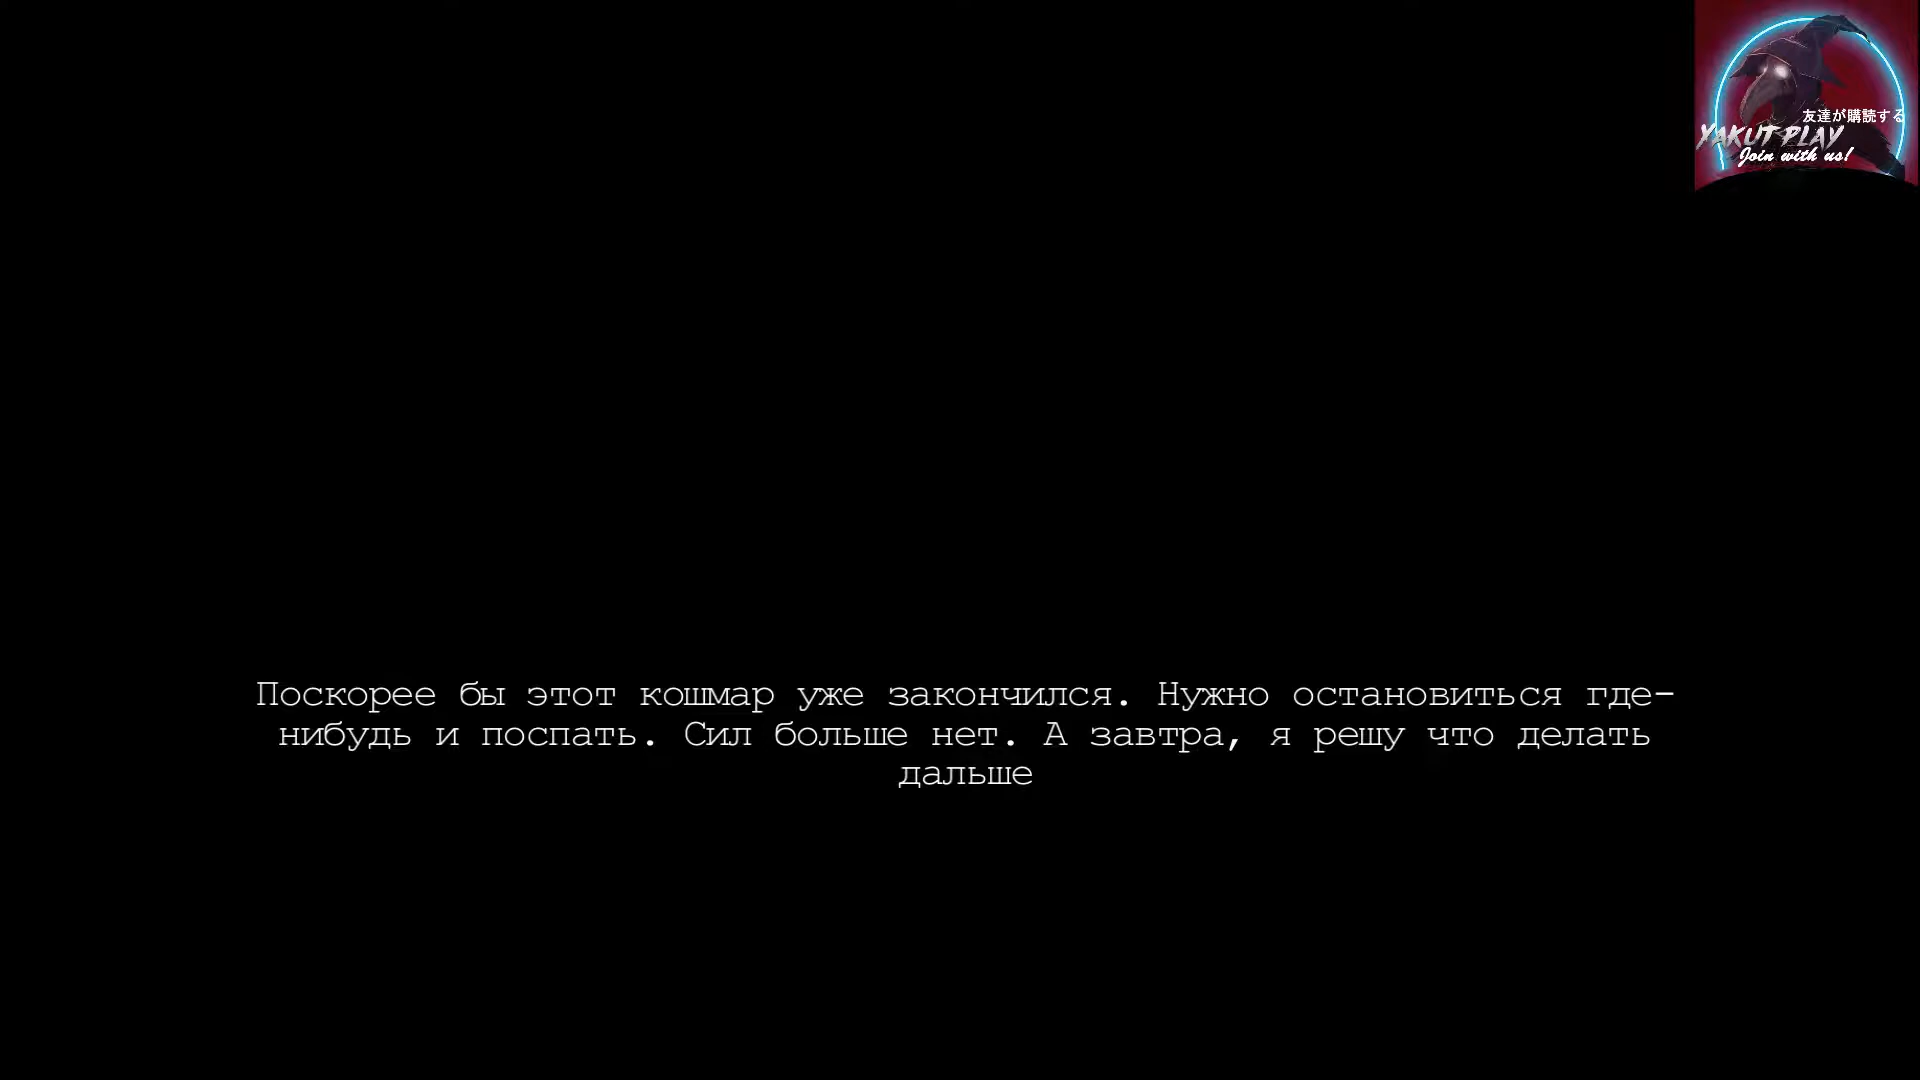 友達が購読する
YAKUT PLAY
Join with us!
Поскорее бы этот кошмар уже закончился. Нужно остановиться где-
нибудь и поспать. Сил больше нет. А завтра, я решу что делать
дальше